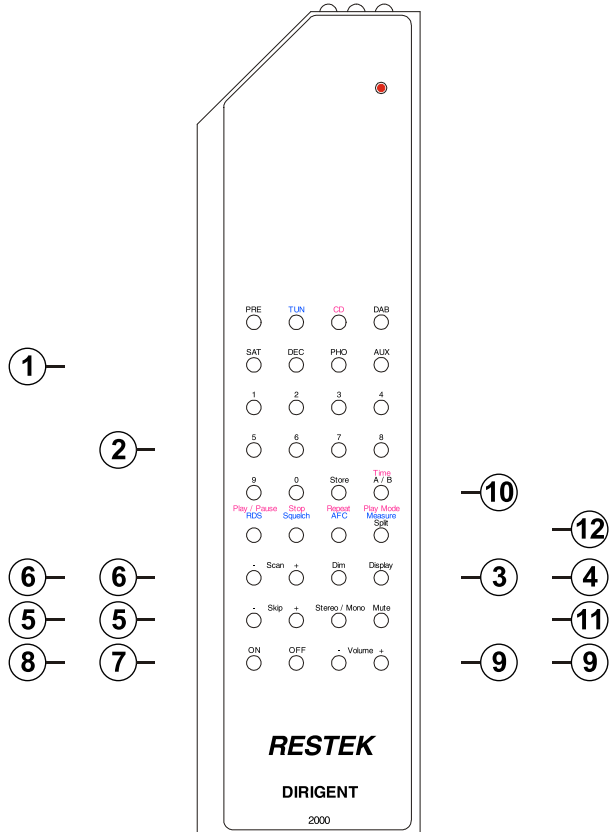 PRE TUN CD DAB
1 SAT DEC PHO AUX
1 2 3 4
2 5 6 7 8
Time
9 0 Store A / B
10
Play / Pause Stop Repeat Play Mode
RDS Squelch AFC Measure
Split
12
6 6 - Scan + Dim Display 3 4
5 5 - Skip + Stereo / Mono Mute 11
8 7 ON OFF - Volume + 9 9
RESTEK
DIRIGENT
2000